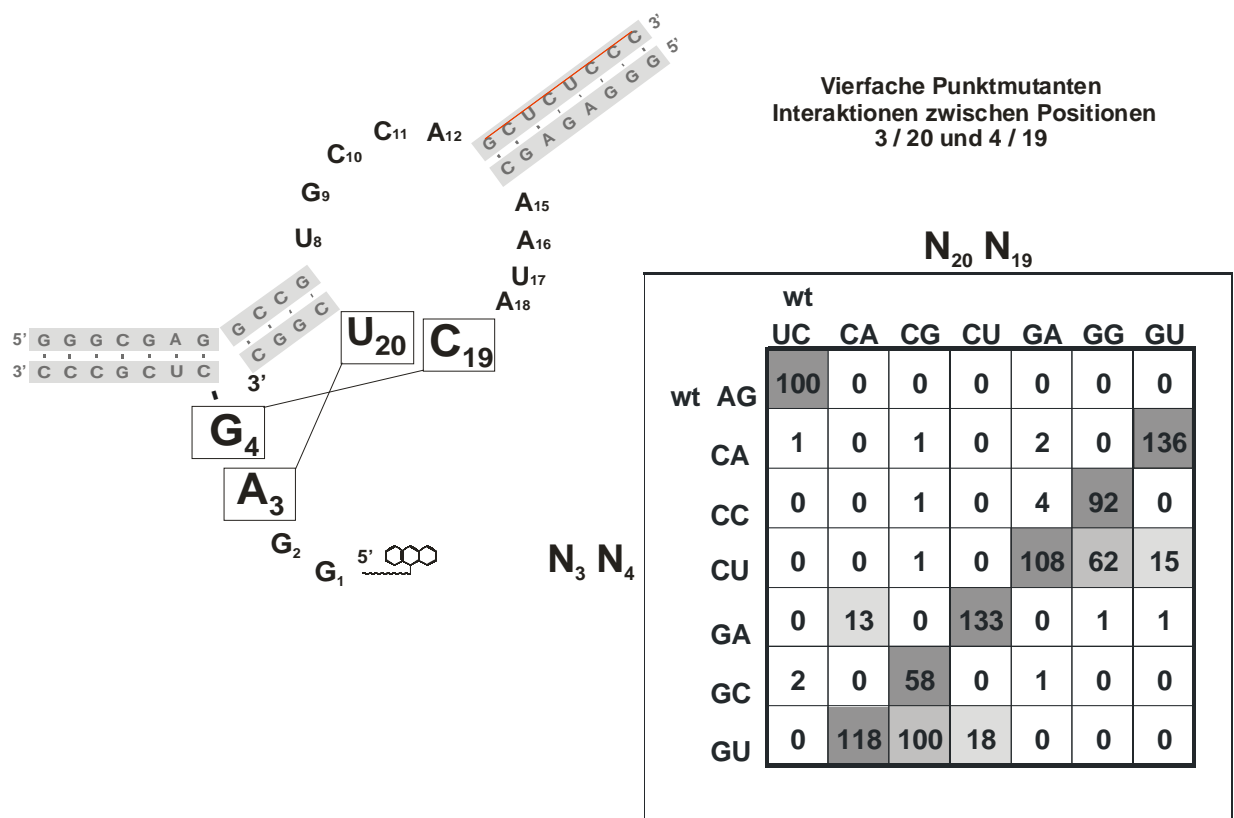 Vierfache Punktmutanten
Interaktionen zwischen Positionen
3 / 20 und 4 / 19
3'
G C U C U C C C
C G A G A G G G
5'
A12
C11
C10
G9
U8
A15
A16
U17
A18
C19
U20
G C C G
C G G C
3'
5' G G G C G A G
3' C C C G C U C
G4
A3
G2
G1
5'
N20 N19
wt
UC CA CG CU GA GG GU
wt AG 100 0 0 0 0 0 0
CA 1 0 1 2 0 136
CC 0 0 1 4 92 0
N3 N4
CU 0 0 1 0 108 62 15
GA 0 13 0 133 0 1 1
GC 2 0 58 0 1 0 0
GU 0 118 100 18 0 0 0